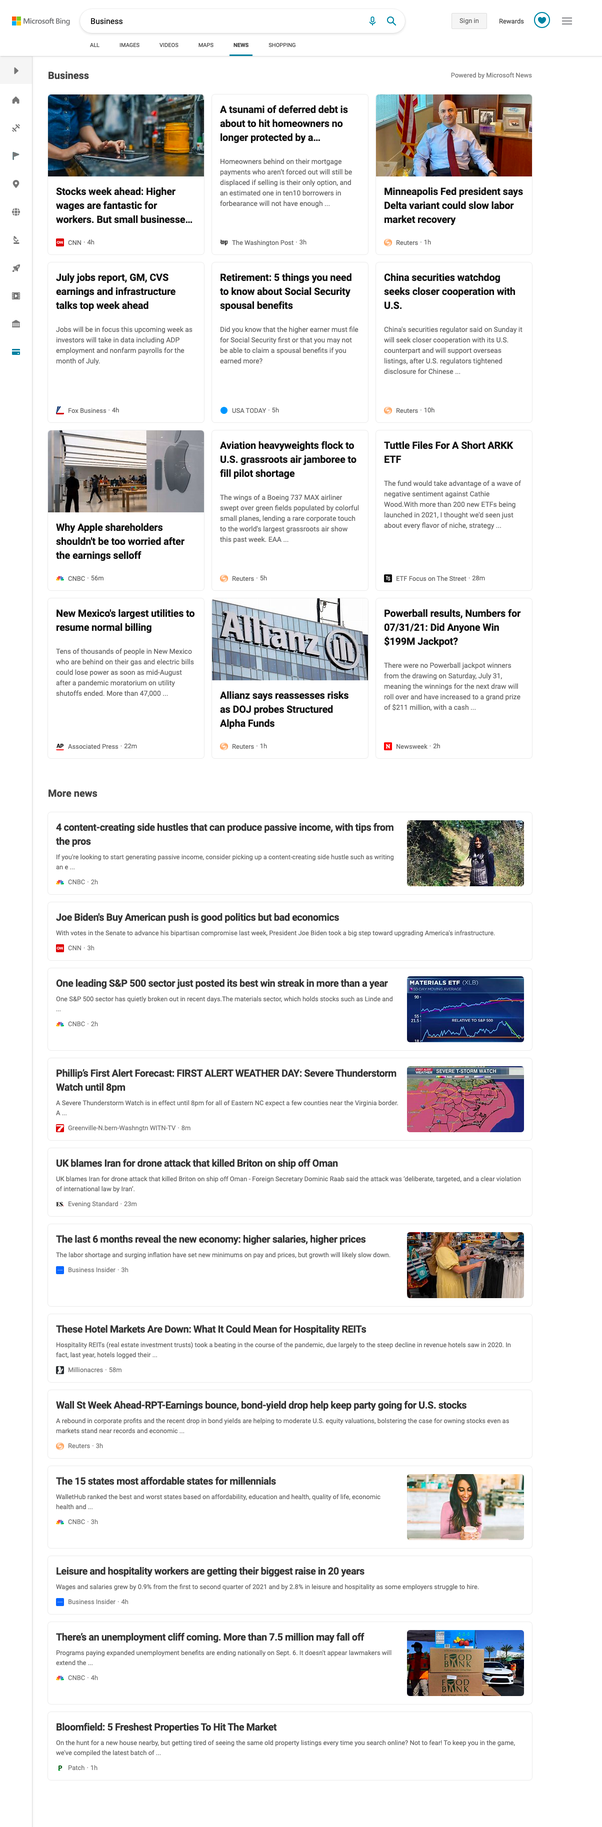 Microsoft Bing
Business
Sign in
Rewards
ALL
IMAGES
VIDEOS
MAPS
NEWS
SHOPPING
Business
Powered by Microsoft News
Stocks week ahead: Higher
wages are fantastic for
workers. But small businesse...
CNN · 4h
A tsunami of deferred debt is
about to hit homeowners no
longer protected by a...
Homeowners behind on their mortgage
payments who aren't forced out will still be
displaced if selling is their only option, and
an estimated one in ten10 borrowers in
forbearance will not have enough ...
The Washington Post · 3h
Minneapolis Fed president says
Delta variant could slow labor
market recovery
Reuters · 1h
July jobs report, GM, CVS
earnings and infrastructure
talks top week ahead
Jobs will be in focus this upcoming week as
investors will take in data including ADP
employment and nonfarm payrolls for the
month of July.
Fox Business · 4h
Retirement: 5 things you need
to know about Social Security
spousal benefits
Did you know that the higher earner must file
for Social Security first or that you may not
be able to claim a spousal benefits if you
earned more?
USA TODAY · 5h
China securities watchdog
seeks closer cooperation with
U.S.
China's securities regulator said on Sunday it
will seek closer cooperation with its U.S.
counterpart and will support overseas
listings, after U.S. regulators tightened
disclosure for Chinese ...
Reuters · 10h
Why Apple shareholders
shouldn't be too worried after
the earnings selloff
CNBC · 56m
Aviation heavyweights flock to
U.S. grassroots air jamboree to
fill pilot shortage
The wings of a Boeing 737 MAX airliner
swept over green fields populated by colorful
small planes, lending a rare corporate touch
to the world's largest grassroots air show
this past week. EAA ...
Reuters · 5h
Tuttle Files For A Short ARKK
ETF
The fund would take advantage of a wave of
negative sentiment against Cathie
Wood.With more than 200 new ETFs being
launched in 2021, I thought we'd seen just
about every flavor of niche, strategy ...
ETF Focus on The Street · 28m
New Mexico's largest utilities to
resume normal billing
Tens of thousands of people in New Mexico
who are behind on their gas and electric bills
could lose power as soon as mid-August
after a pandemic moratorium on utility
shutoffs ended. More than 47,000 ...
AP
Associated Press · 22m
Allianz
Allianz says reassesses risks
as DOJ probes Structured
Alpha Funds
Reuters · 1h
Powerball results, Numbers for
07/31/21: Did Anyone Win
$199M Jackpot?
There were no Powerball jackpot winners
from the drawing on Saturday, July 31,
meaning the winnings for the next draw will
roll over and have increased to a grand prize
of $211 million, with a cash ...
N
Newsweek · 2h
More news
4 content-creating side hustles that can produce passive income, with tips from
the pros
If you're looking to start generating passive income, consider picking up a content-creating side hustle such as writing
an e ...
CNBC · 2h
Joe Biden's Buy American push is good politics but bad economics
With votes in the Senate to advance his bipartisan compromise last week, President Joe Biden took a big step toward upgrading America's infrastructure.
CNN · 3h
One leading S&P 500 sector just posted its best win streak in more than a year
One S&P 500 sector has quietly broken out in recent days.The materials sector, which holds stocks such as Linde and
...
CNBC · 2h
MATERIALS ETF (XLB)
RELATIVE TO S&P 500
Phillip's First Alert Forecast: FIRST ALERT WEATHER DAY: Severe Thunderstorm
Watch until 8pm
A Severe Thunderstorm Watch is in effect until 8pm for all of Eastern NC expect a few counties near the Virginia border.
A ...
Greenville-N.bern-Washngtn WITN-TV · 8m
SEVERE T-STORM WATCH
UK blames Iran for drone attack that killed Briton on ship off Oman
UK blames Iran for drone attack that killed Briton on ship off Oman - Foreign Secretary Dominic Raab said the attack was 'deliberate, targeted, and a clear violation
of international law by Iran'.
ES.
Evening Standard · 23m
The last 6 months reveal the new economy: higher salaries, higher prices
The labor shortage and surging inflation have set new minimums on pay and prices, but growth will likely slow down.
Business Insider · 3h
These Hotel Markets Are Down: What It Could Mean for Hospitality REITs
Hospitality REITs (real estate investment trusts) took a beating in the course of the pandemic, due largely to the steep decline in revenue hotels saw in 2020. In
fact, last year, hotels logged their ...
Millionacres · 58m
Wall St Week Ahead-RPT-Earnings bounce, bond-yield drop help keep party going for U.S. stocks
A rebound in corporate profits and the recent drop in bond yields are helping to moderate U.S. equity valuations, bolstering the case for owning stocks even as
markets stand near records and economic ...
Reuters · 3h
The 15 states most affordable states for millennials
WalletHub ranked the best and worst states based on affordability, education and health, quality of life, economic
health and ...
CNBC · 3h
Leisure and hospitality workers are getting their biggest raise in 20 years
Wages and salaries grew by 0.9% from the first to second quarter of 2021 and by 2.8% in leisure and hospitality as some employers struggle to hire.
Business Insider · 4h
There's an unemployment cliff coming. More than 7.5 million may fall off
Programs paying expanded unemployment benefits are ending nationally on Sept. 6. It doesn't appear lawmakers will
extend the ...
CNBC · 4h
FOOD
BANK
Bloomfield: 5 Freshest Properties To Hit The Market
On the hunt for a new house nearby, but getting tired of seeing the same old property listings every time you search online? Not to fear! To keep you in the game,
we've compiled the latest batch of ...
P
Patch · 1h